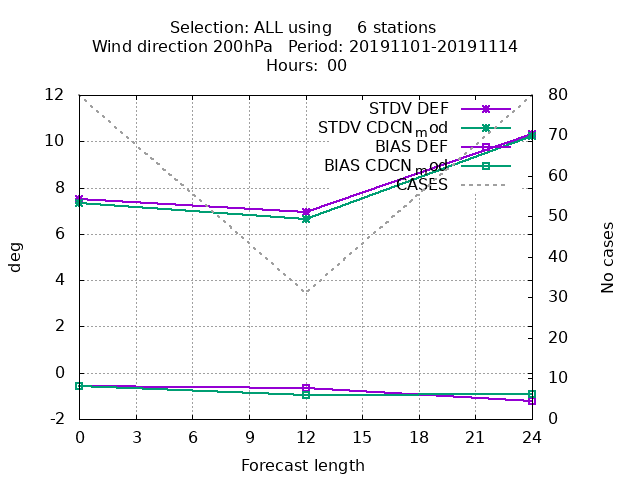 Selection: ALL using 6 stations
Wind direction 200hPa Period: 20191101-20191114
Hours: 00
STDV DEF
STDV CDCNmod
BIAS DEF
BIAS CDCNmod
CASES
12
10
8
6
4
2
0
-2
deg
80
70
60
50
40
30
20
10
0
No cases
0 3 6 9 12 15 18 21 24
Forecast length